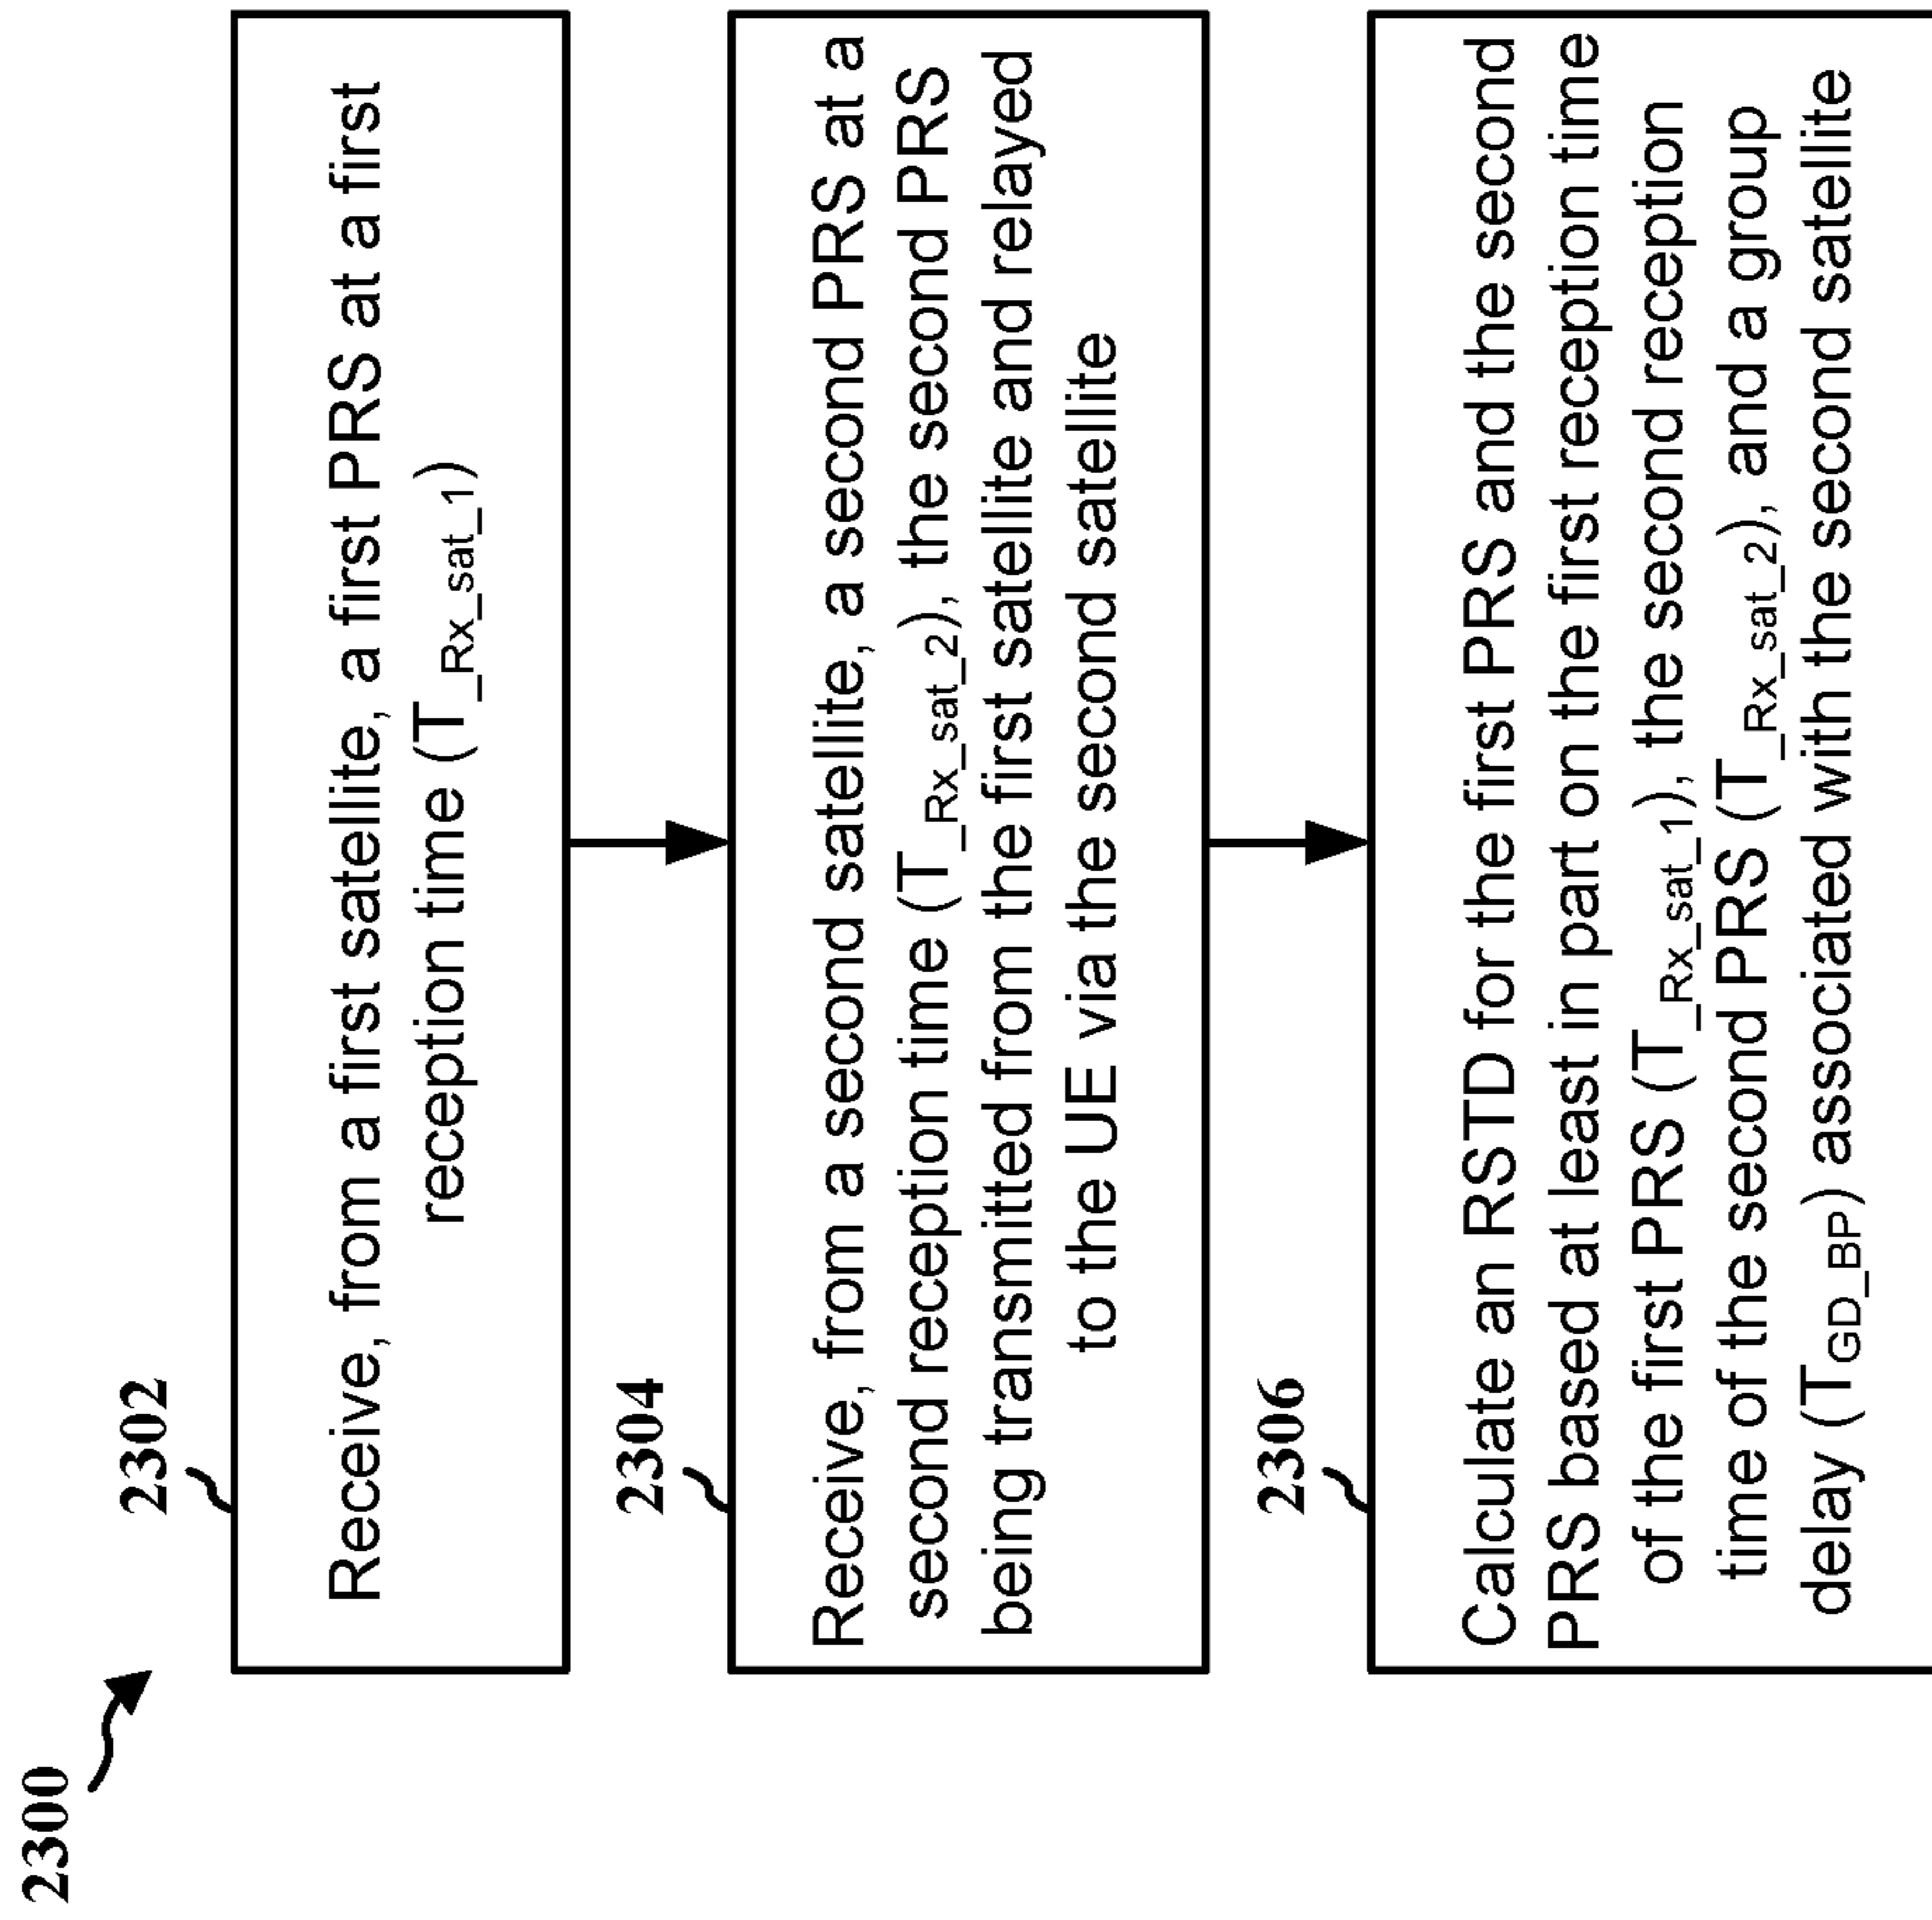 2300
2302
Receive, from a first satellite, a first PRS at a first
reception time (T_Rx_sat_1)
2304
Receive, from a second satellite, a second PRS at a
second reception time (T_Rx_sat_2), the second PRS
being transmitted from the first satellite and relayed
to the UE via the second satellite
2306
Calculate an RSTD for the first PRS and the second
PRS based at least in part on the first reception time
of the first PRS (T_Rx_sat_1), the second reception
time of the second PRS (T_Rx_sat_2), and a group
delay (TGD_BP) associated with the second satellite